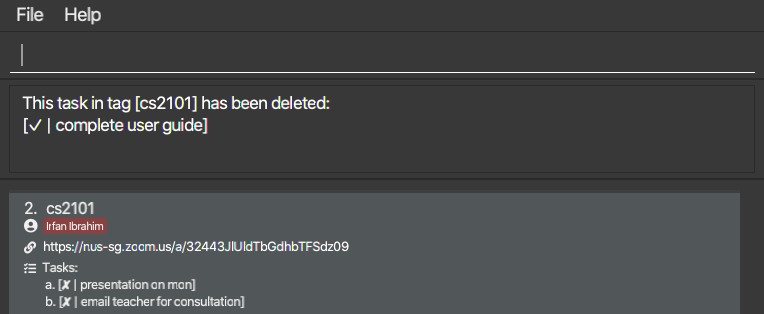 File Help
This task in tag [cs2101] has been deleted:
[✓ | complete user guide]
2. cs2101
Irfan Ibrahim
https://nus-sg.zoom.us/a/32443JlUldTbGdhbTFSdz09
Tasks:
a. [✘ | presentation on mon]
b. [✘ | email teacher for consultation]